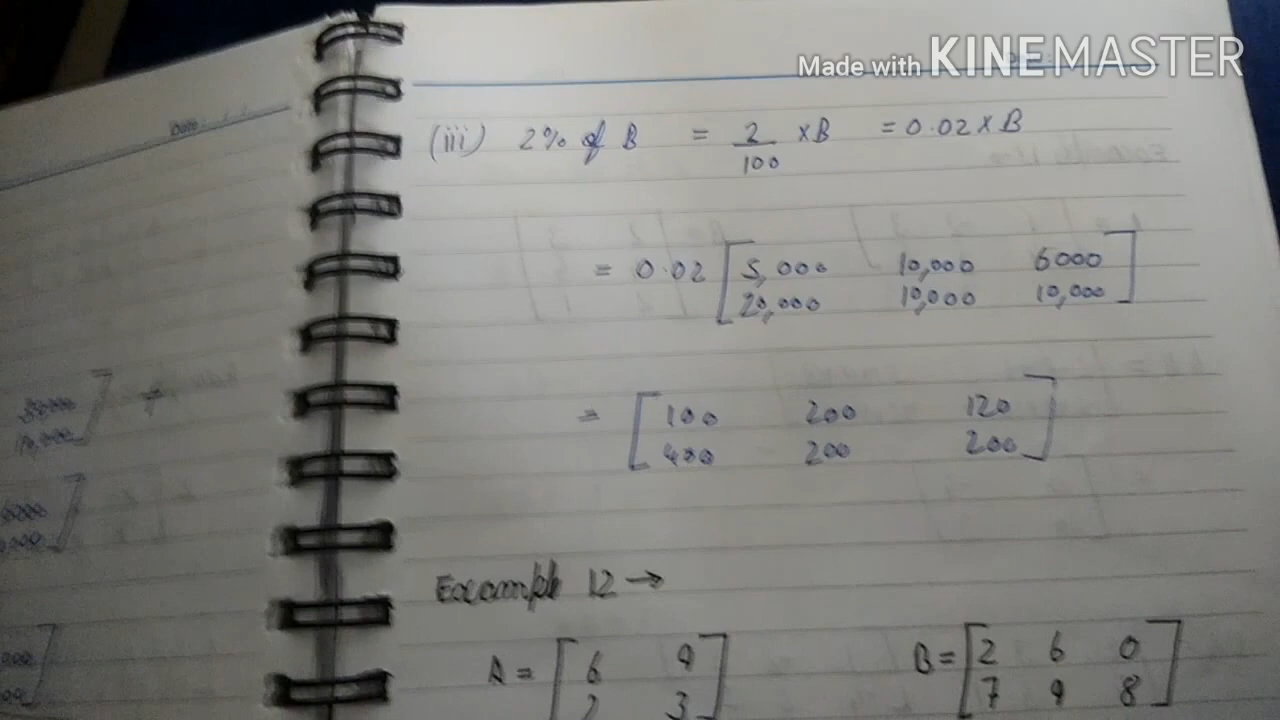 Made with KINEMASTER
Date
(iii) 2% of B = 2/100 × B = 0.02 × B
= 0.02 [ 5,000 10,000 6000
20,000 10,000 10,000 ]
= [ 100 200 120
400 200 200 ]
Example 12 →
A = [ 6 9
2 3 ]
B = [ 2 6 0
7 9 8 ]